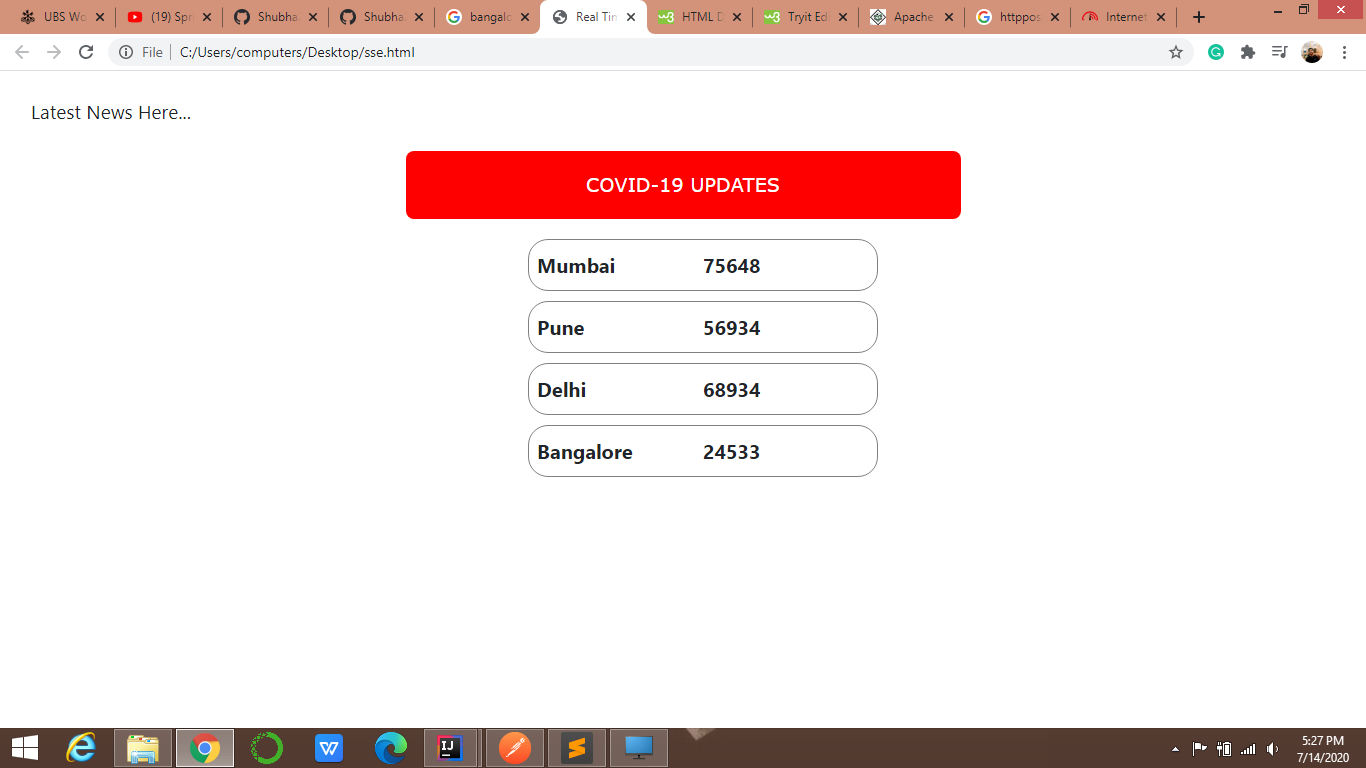 UBS Wo
(19) Spr
Shubha
Shubha
bangalo
Real Tim
HTML D
Tryit Ed
Apache
httppos
Internet
File C:/Users/computers/Desktop/sse.html
Latest News Here...
COVID-19 UPDATES
Mumbai 75648
Pune 56934
Delhi 68934
Bangalore 24533
5:27 PM
7/14/2020